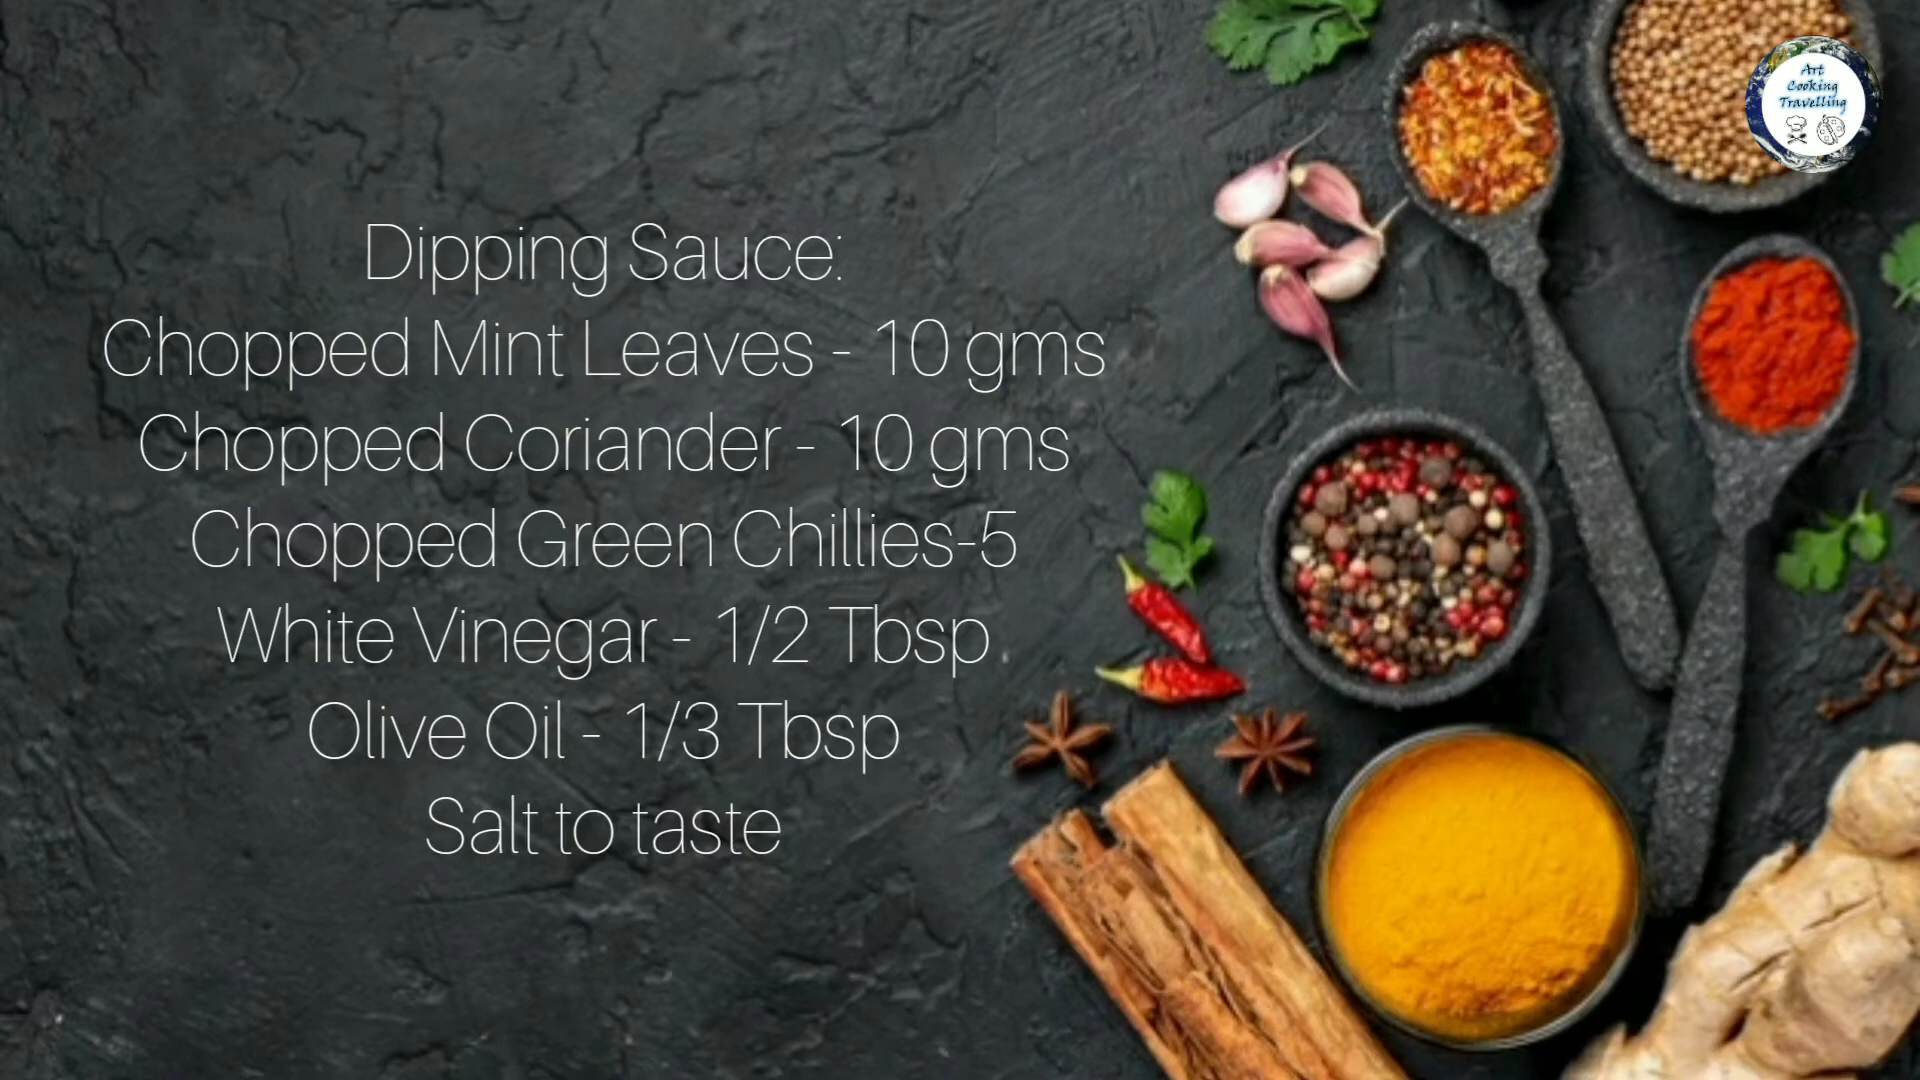 Art
Cooking
Travelling
Dipping Sauce:
Chopped Mint Leaves - 10 gms
Chopped Coriander - 10 gms
Chopped Green Chillies-5
White Vinegar - 1/2 Tbsp
Olive Oil - 1/3 Tbsp
Salt to taste